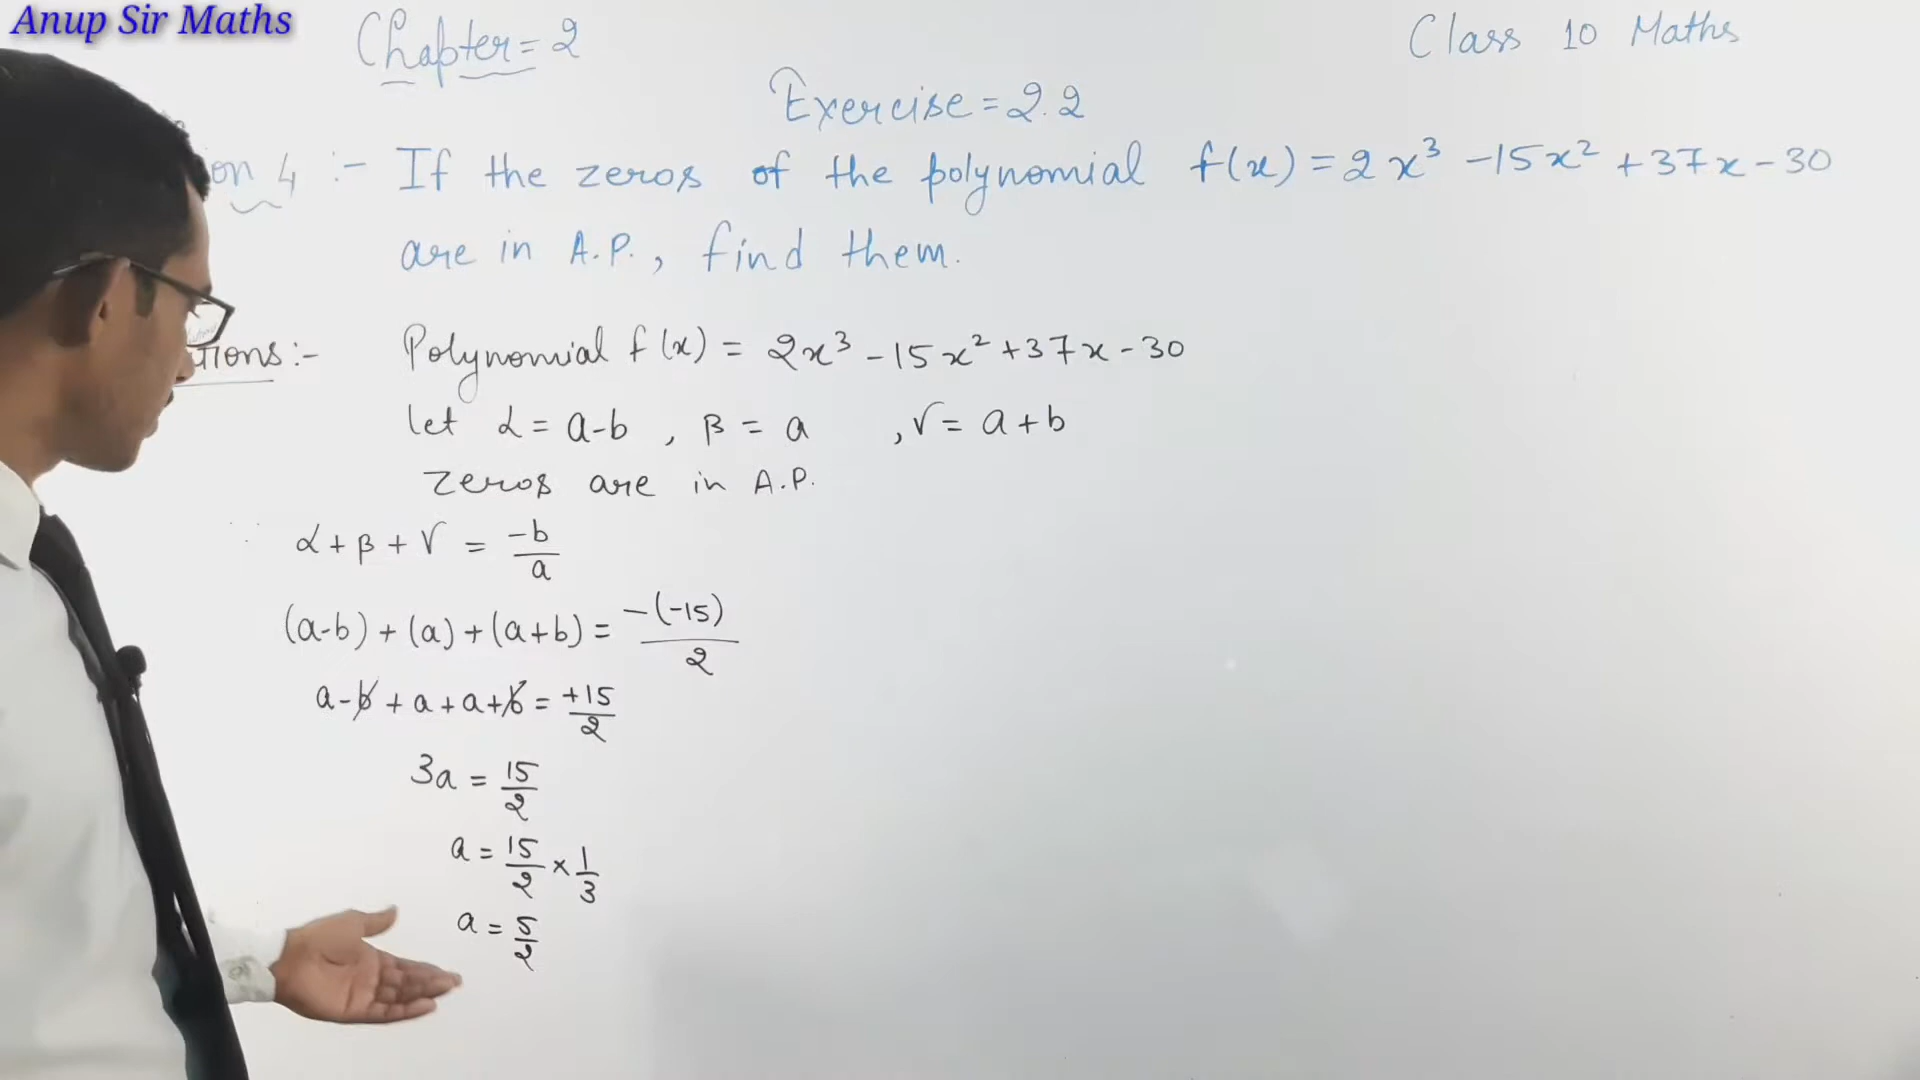 Anup Sir Maths
Chapter = 2
Class 10 Maths
Exercise = 2.2
on 4 :- If the zeros of the polynomial f(x) = 2x³ - 15x² + 37x - 30
are in A.P., find them.
utions :- Polynomial f(x) = 2x³ - 15x² + 37x - 30
let α = a-b , β = a , γ = a + b
zeros are in A.P.
∵ α + β + γ = -b/a
(a-b) + (a) + (a+b) = -(-15)/2
a - b + a + a + b = +15/2
3a = 15/2
a = 15/2 × 1/3
a = 5/2